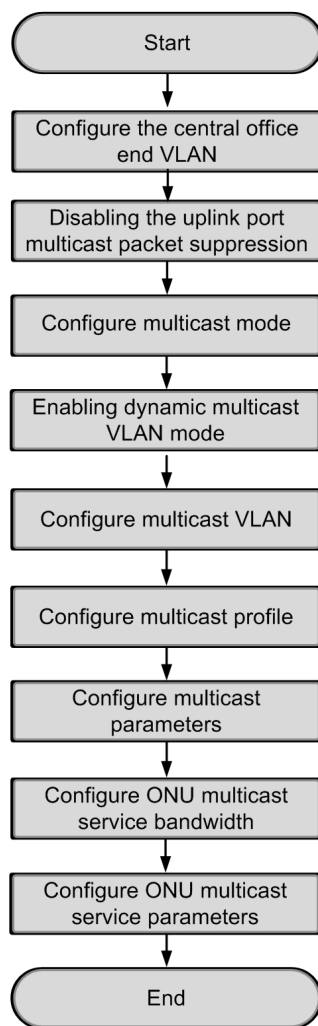 Start
Configure the central office
end VLAN
Disabling the uplink port
multicast packet suppression
Configure multicast mode
Enabling dynamic multicast
VLAN mode
Configure multicast VLAN
Configure multicast profile
Configure multicast
parameters
Configure ONU multicast
service bandwidth
Configure ONU multicast
service parameters
End